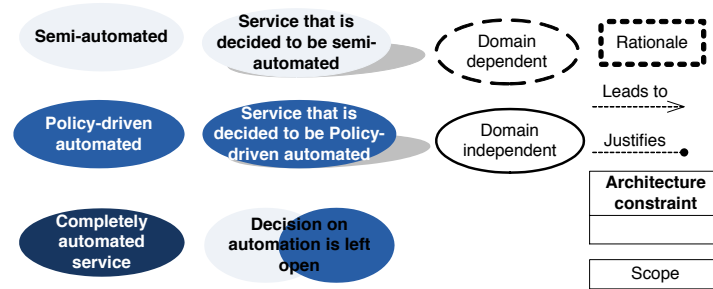 Semi-automated
Service that is
decided to be semi-
automated
Domain
dependent
Rationale
Leads to
Policy-driven
automated
Service that is
decided to be Policy-
driven automated
Domain
independent
Justifies
Architecture
constraint
Completely
automated
service
Decision on
automation is left
open
Scope